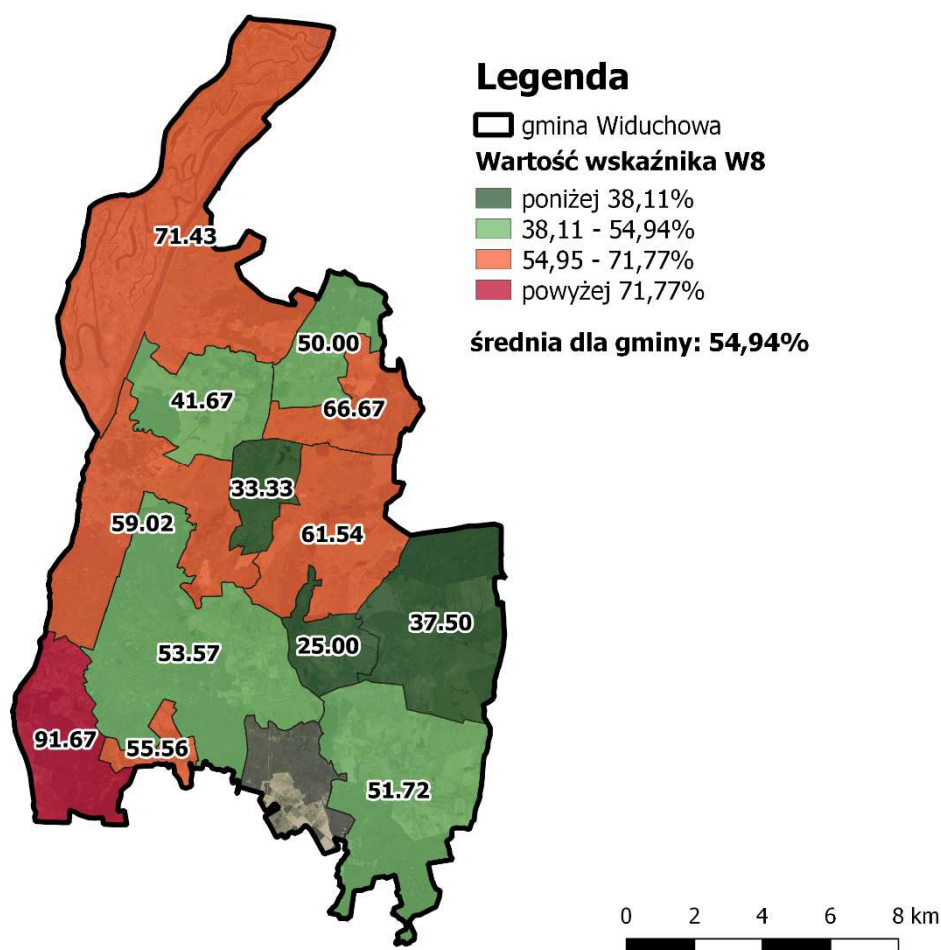 Legenda
gmina Widuchowa
Wartość wskaźnika W8
poniżej 38,11%
38,11 - 54,94%
54,95 - 71,77%
powyżej 71,77%
średnia dla gminy: 54,94%
71.43
50.00
41.67
66.67
33.33
59.02
61.54
37.50
25.00
53.57
91.67
55.56
51.72
0 2 4 6 8 km